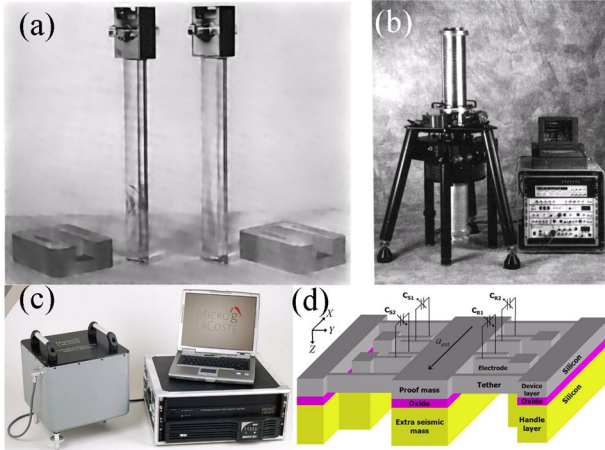 (a)
(b)
(c)
MICRO g
LACOSTE
(d)
X
Y
Z
CS2
CS1
CR1
CR2
aext
Electrode
Proof mass
Tether
Device
layer
Oxide
Oxide
Extra seismic
mass
Handle
layer
Silicon
Silicon